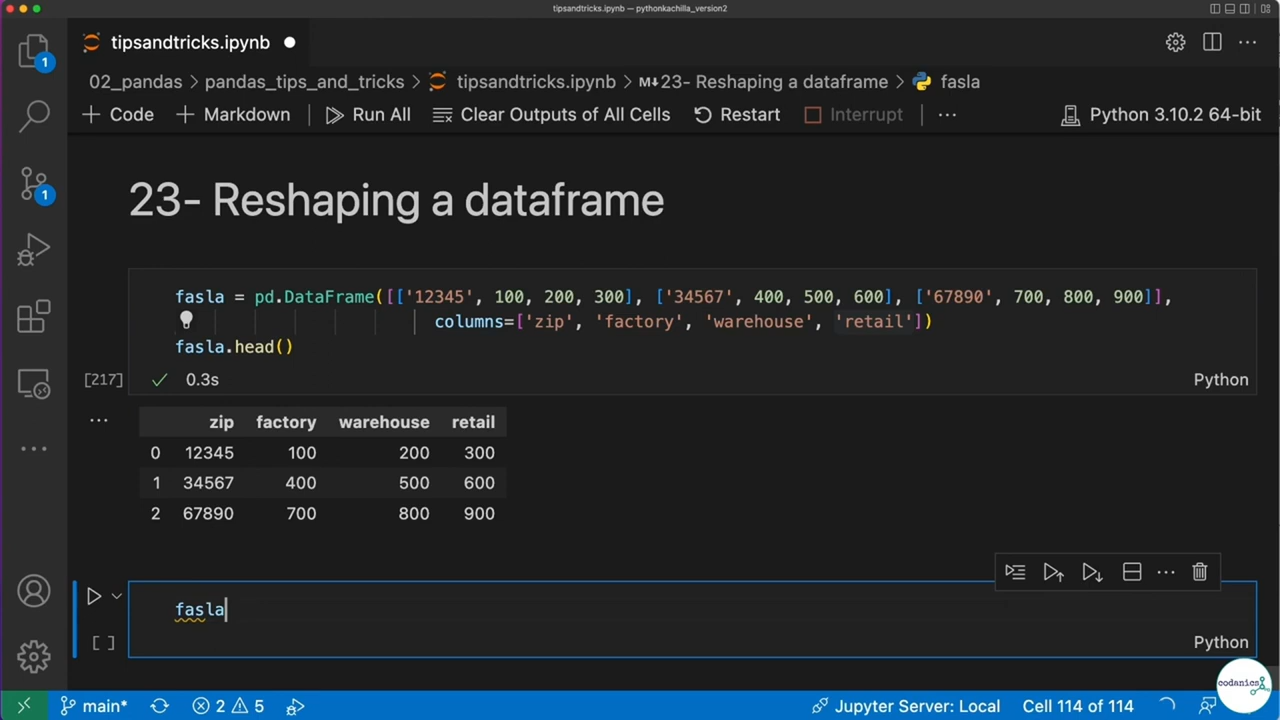 tipsandtricks.ipynb — pythonkachilla_version2
tipsandtricks.ipynb
02_pandas > pandas_tips_and_tricks > tipsandtricks.ipynb > M↓23- Reshaping a dataframe > fasla
+ Code + Markdown Run All Clear Outputs of All Cells Restart Interrupt ... Python 3.10.2 64-bit
1
1
23- Reshaping a dataframe
fasla = pd.DataFrame([['12345', 100, 200, 300], ['34567', 400, 500, 600], ['67890', 700, 800, 900]],
columns=['zip', 'factory', 'warehouse', 'retail'])
fasla.head()
[217] 0.3s Python
zip factory warehouse retail
0 12345 100 200 300
1 34567 400 500 600
2 67890 700 800 900
fasla
[ ] Python
codanics
main* 2 5 Jupyter Server: Local Cell 114 of 114